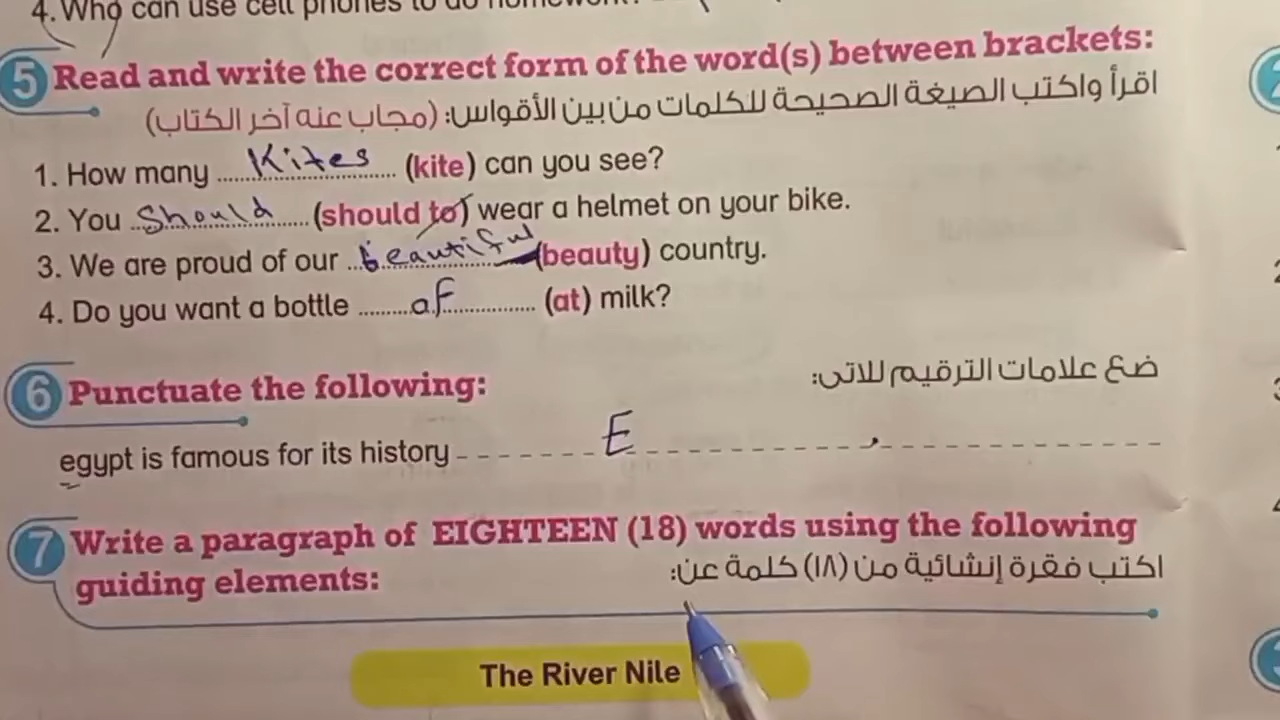 4. Who can use cell phones to do homework?
5 Read and write the correct form of the word(s) between brackets:
اقرأ واكتب الصيغة الصحيحة للكلمات من بين الأقواس: (مجاب عنه آخر الكتاب)
1. How many ....Kites.... (kite) can you see?
2. You ..Should.... (should to) wear a helmet on your bike.
3. We are proud of our ...beautiful (beauty) country.
4. Do you want a bottle ........of............ (at) milk?
6 Punctuate the following:
ضع علامات الترقيم للاتى:
egypt is famous for its history - - - - - - E - - - - - - - - - - . - - - - - - - - - -
7 Write a paragraph of EIGHTEEN (18) words using the following
guiding elements:
اكتب فقرة إنشائية من (١٨) كلمة عن:
The River Nile